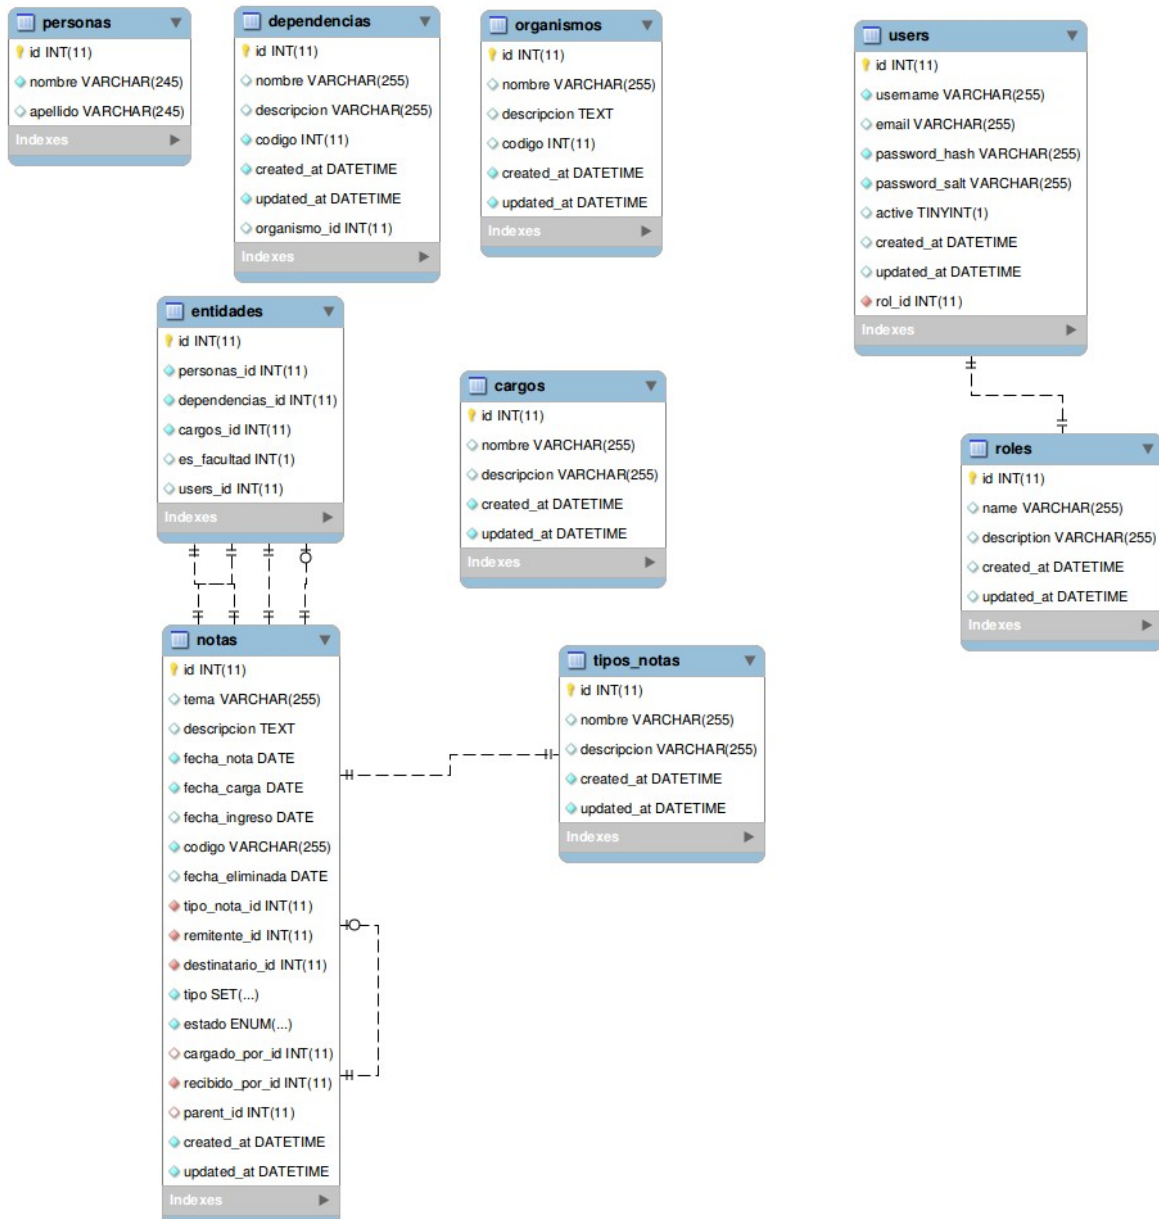 personas
id INT(11)
nombre VARCHAR(245)
apellido VARCHAR(245)
Indexes
dependencias
id INT(11)
nombre VARCHAR(255)
descripcion VARCHAR(255)
codigo INT(11)
created_at DATETIME
updated_at DATETIME
organismo_id INT(11)
Indexes
organismos
id INT(11)
nombre VARCHAR(255)
descripcion TEXT
codigo INT(11)
created_at DATETIME
updated_at DATETIME
Indexes
users
id INT(11)
username VARCHAR(255)
email VARCHAR(255)
password_hash VARCHAR(255)
password_salt VARCHAR(255)
active TINYINT(1)
created_at DATETIME
updated_at DATETIME
rol_id INT(11)
Indexes
entidades
id INT(11)
personas_id INT(11)
dependencias_id INT(11)
cargos_id INT(11)
es_facultad INT(1)
users_id INT(11)
Indexes
cargos
id INT(11)
nombre VARCHAR(255)
descripcion VARCHAR(255)
created_at DATETIME
updated_at DATETIME
Indexes
roles
id INT(11)
name VARCHAR(255)
description VARCHAR(255)
created_at DATETIME
updated_at DATETIME
Indexes
notas
id INT(11)
tema VARCHAR(255)
descripcion TEXT
fecha_nota DATE
fecha_carga DATE
fecha_ingreso DATE
codigo VARCHAR(255)
fecha_eliminada DATE
tipo_nota_id INT(11)
remitente_id INT(11)
destinatario_id INT(11)
tipo SET(...)
estado ENUM(...)
cargado_por_id INT(11)
recibido_por_id INT(11)
parent_id INT(11)
created_at DATETIME
updated_at DATETIME
Indexes
tipos_notas
id INT(11)
nombre VARCHAR(255)
descripcion VARCHAR(255)
created_at DATETIME
updated_at DATETIME
Indexes